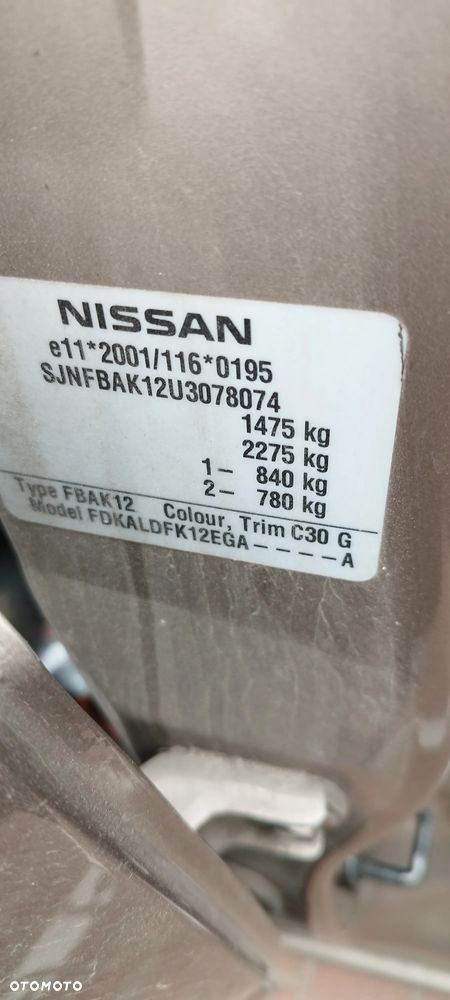 NISSAN
e11*2001/116*0195
SJNFBAK12U3078074
1475 kg
2275 kg
1- 840 kg
2- 780 kg
Type FBAK12 Colour, Trim C30 G
Model FDKALDFK12EGA----A
OTOMOTO